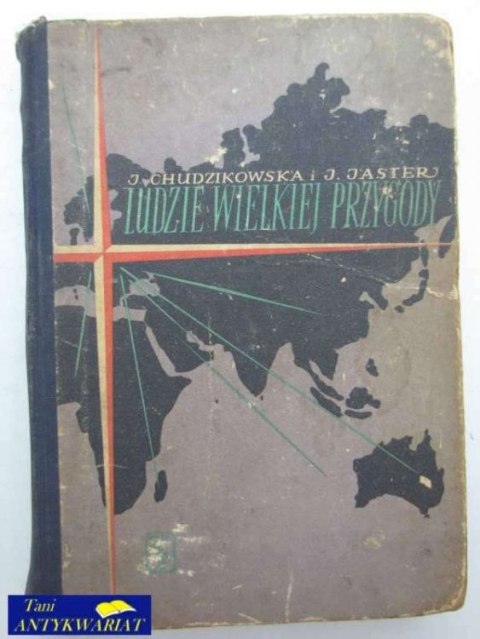 J. CHUDZIKOWSKA I J. JASTER
LUDZIE WIELKIEJ PRZYGODY
Tani
ANTYKWARIAT